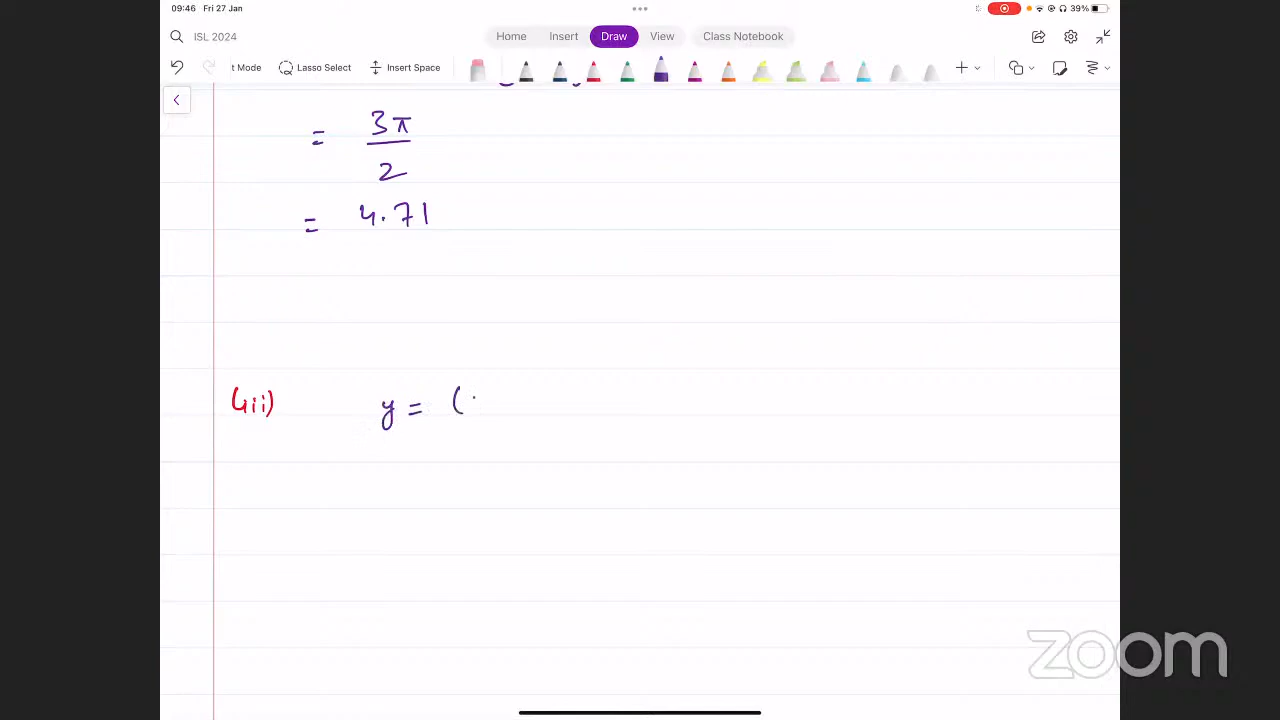 09:46 Fri 27 Jan
39%
ISL 2024
Home Insert Draw View Class Notebook
t Mode Lasso Select Insert Space
= 3π
2
= 4.71
(iii) y = (
zoom